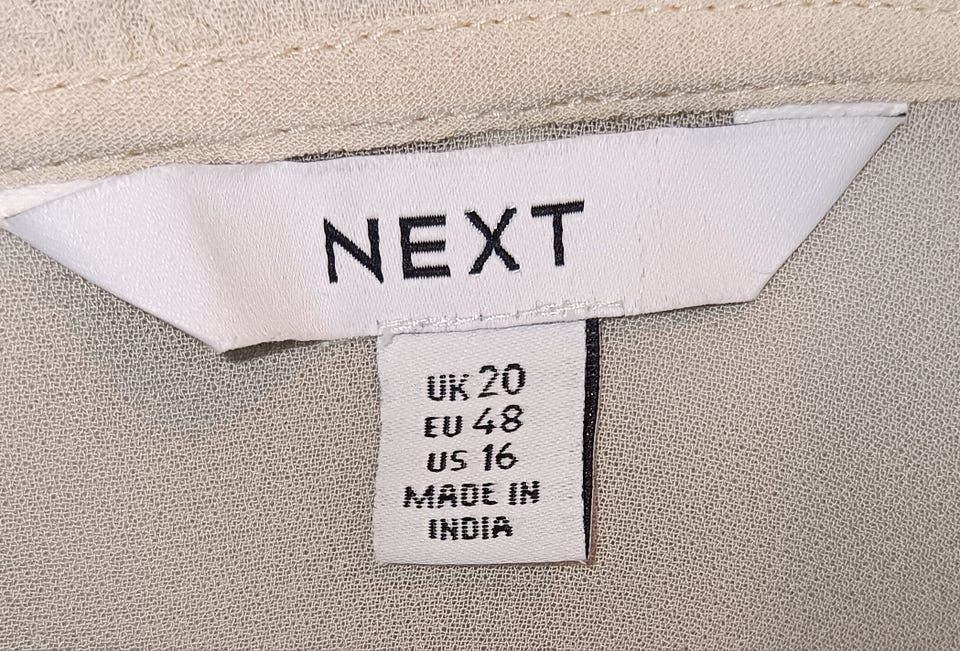 NEXT
UK 20
EU 48
US 16
MADE IN
INDIA